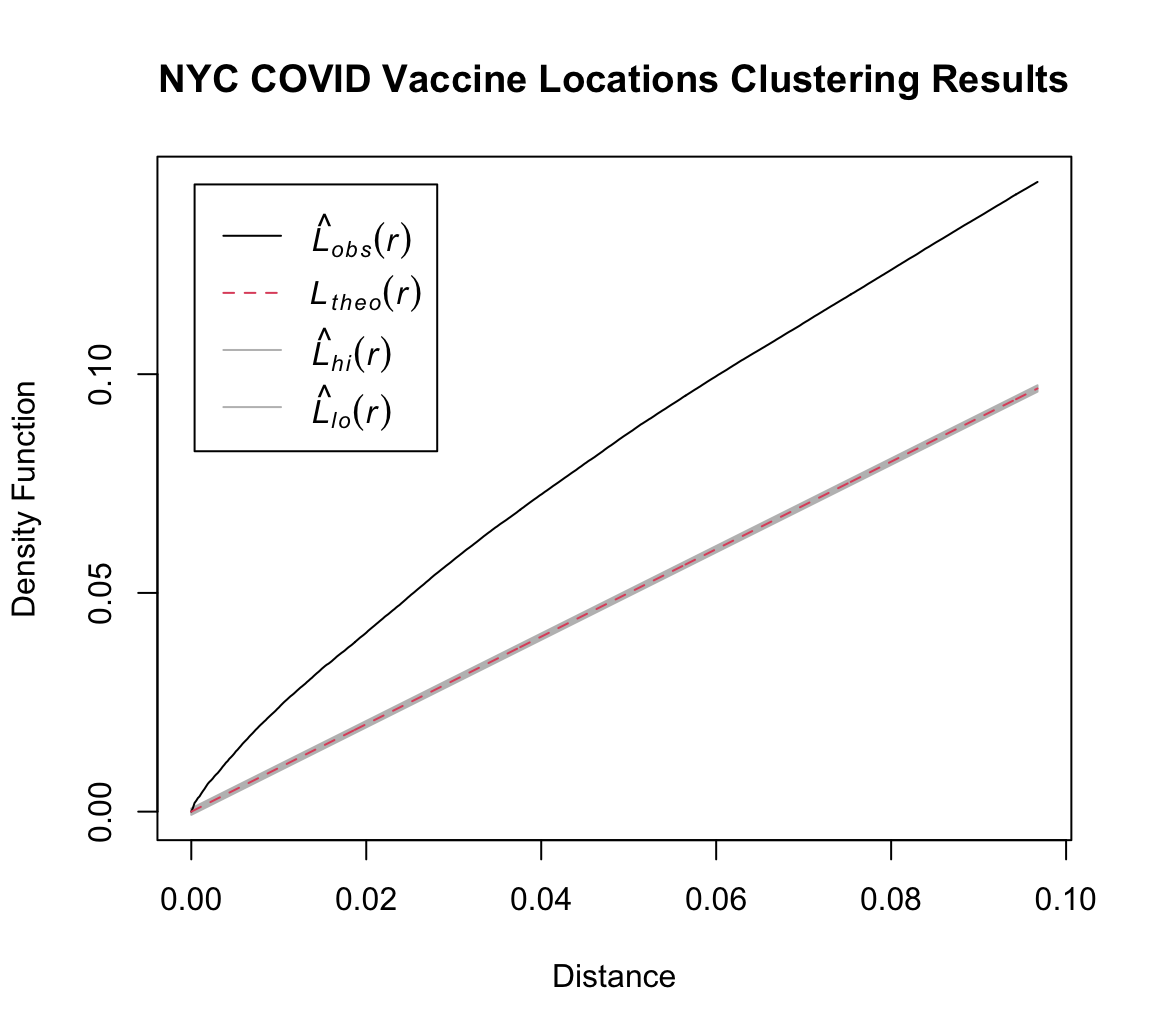 NYC COVID Vaccine Locations Clustering Results
L̂obs(r)
Ltheo(r)
L̂hi(r)
L̂lo(r)
Density Function
0.10
0.05
0.00
0.00 0.02 0.04 0.06 0.08 0.10
Distance